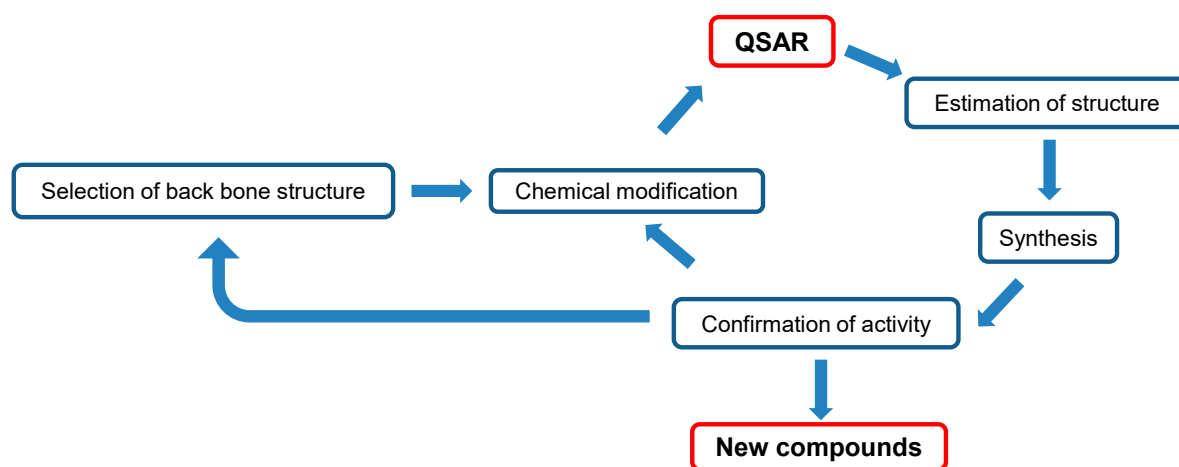 QSAR
Estimation of structure
Selection of back bone structure
Chemical modification
Synthesis
Confirmation of activity
New compounds